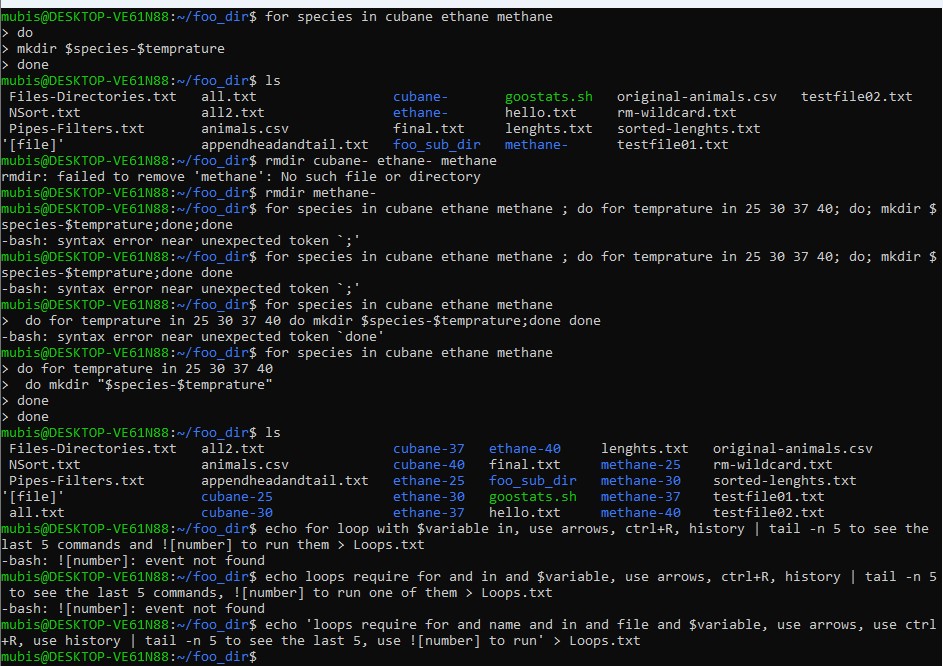 mubis@DESKTOP-VE61N88:~/foo_dir$ for species in cubane ethane methane
> do
> mkdir $species-$temprature
> done
mubis@DESKTOP-VE61N88:~/foo_dir$ ls
 Files-Directories.txt   all.txt                 cubane-       goostats.sh   original-animals.csv   testfile02.txt
 NSort.txt               all2.txt                ethane-       hello.txt     rm-wildcard.txt
 Pipes-Filters.txt       animals.csv             final.txt     lenghts.txt   sorted-lenghts.txt
'[file]'                 appendheadandtail.txt   foo_sub_dir   methane-      testfile01.txt
mubis@DESKTOP-VE61N88:~/foo_dir$ rmdir cubane- ethane- methane
rmdir: failed to remove 'methane': No such file or directory
mubis@DESKTOP-VE61N88:~/foo_dir$ rmdir methane-
mubis@DESKTOP-VE61N88:~/foo_dir$ for species in cubane ethane methane ; do for temprature in 25 30 37 40; do; mkdir $
species-$temprature;done;done
-bash: syntax error near unexpected token `;'
mubis@DESKTOP-VE61N88:~/foo_dir$ for species in cubane ethane methane ; do for temprature in 25 30 37 40; do; mkdir $
species-$temprature;done done
-bash: syntax error near unexpected token `;'
mubis@DESKTOP-VE61N88:~/foo_dir$ for species in cubane ethane methane
>  do for temprature in 25 30 37 40 do mkdir $species-$temprature;done done
-bash: syntax error near unexpected token `done'
mubis@DESKTOP-VE61N88:~/foo_dir$ for species in cubane ethane methane
> do for temprature in 25 30 37 40
>  do mkdir "$species-$temprature"
> done
> done
mubis@DESKTOP-VE61N88:~/foo_dir$ ls
 Files-Directories.txt   all2.txt                cubane-37   ethane-40     lenghts.txt   original-animals.csv
 NSort.txt               animals.csv             cubane-40   final.txt     methane-25    rm-wildcard.txt
 Pipes-Filters.txt       appendheadandtail.txt   ethane-25   foo_sub_dir   methane-30    sorted-lenghts.txt
'[file]'                 cubane-25               ethane-30   goostats.sh   methane-37    testfile01.txt
 all.txt                 cubane-30               ethane-37   hello.txt     methane-40    testfile02.txt
mubis@DESKTOP-VE61N88:~/foo_dir$ echo for loop with $variable in, use arrows, ctrl+R, history | tail -n 5 to see the
last 5 commands and ![number] to run them > Loops.txt
-bash: ![number]: event not found
mubis@DESKTOP-VE61N88:~/foo_dir$ echo loops require for and in and $variable, use arrows, ctrl+R, history | tail -n 5
 to see the last 5 commands, ![number] to run one of them > Loops.txt
-bash: ![number]: event not found
mubis@DESKTOP-VE61N88:~/foo_dir$ echo 'loops require for and name and in and file and $variable, use arrows, use ctrl
+R, use history | tail -n 5 to see the last 5, use ![number] to run' > Loops.txt
mubis@DESKTOP-VE61N88:~/foo_dir$